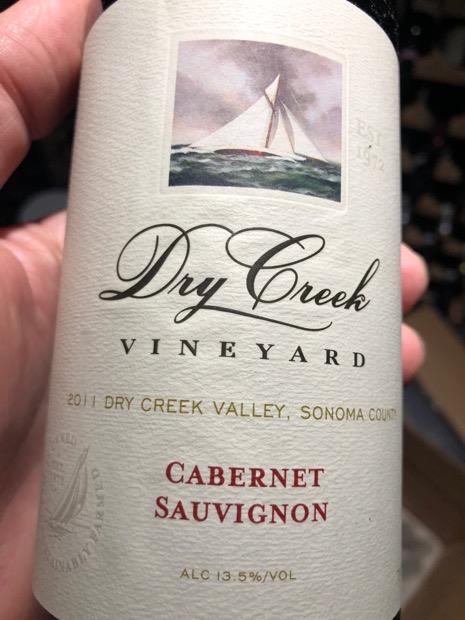 EST.
1972
Dry Creek
VINEYARD
2011 DRY CREEK VALLEY, SONOMA COUNTY
CABERNET
SAUVIGNON
ALC 13.5%/VOL